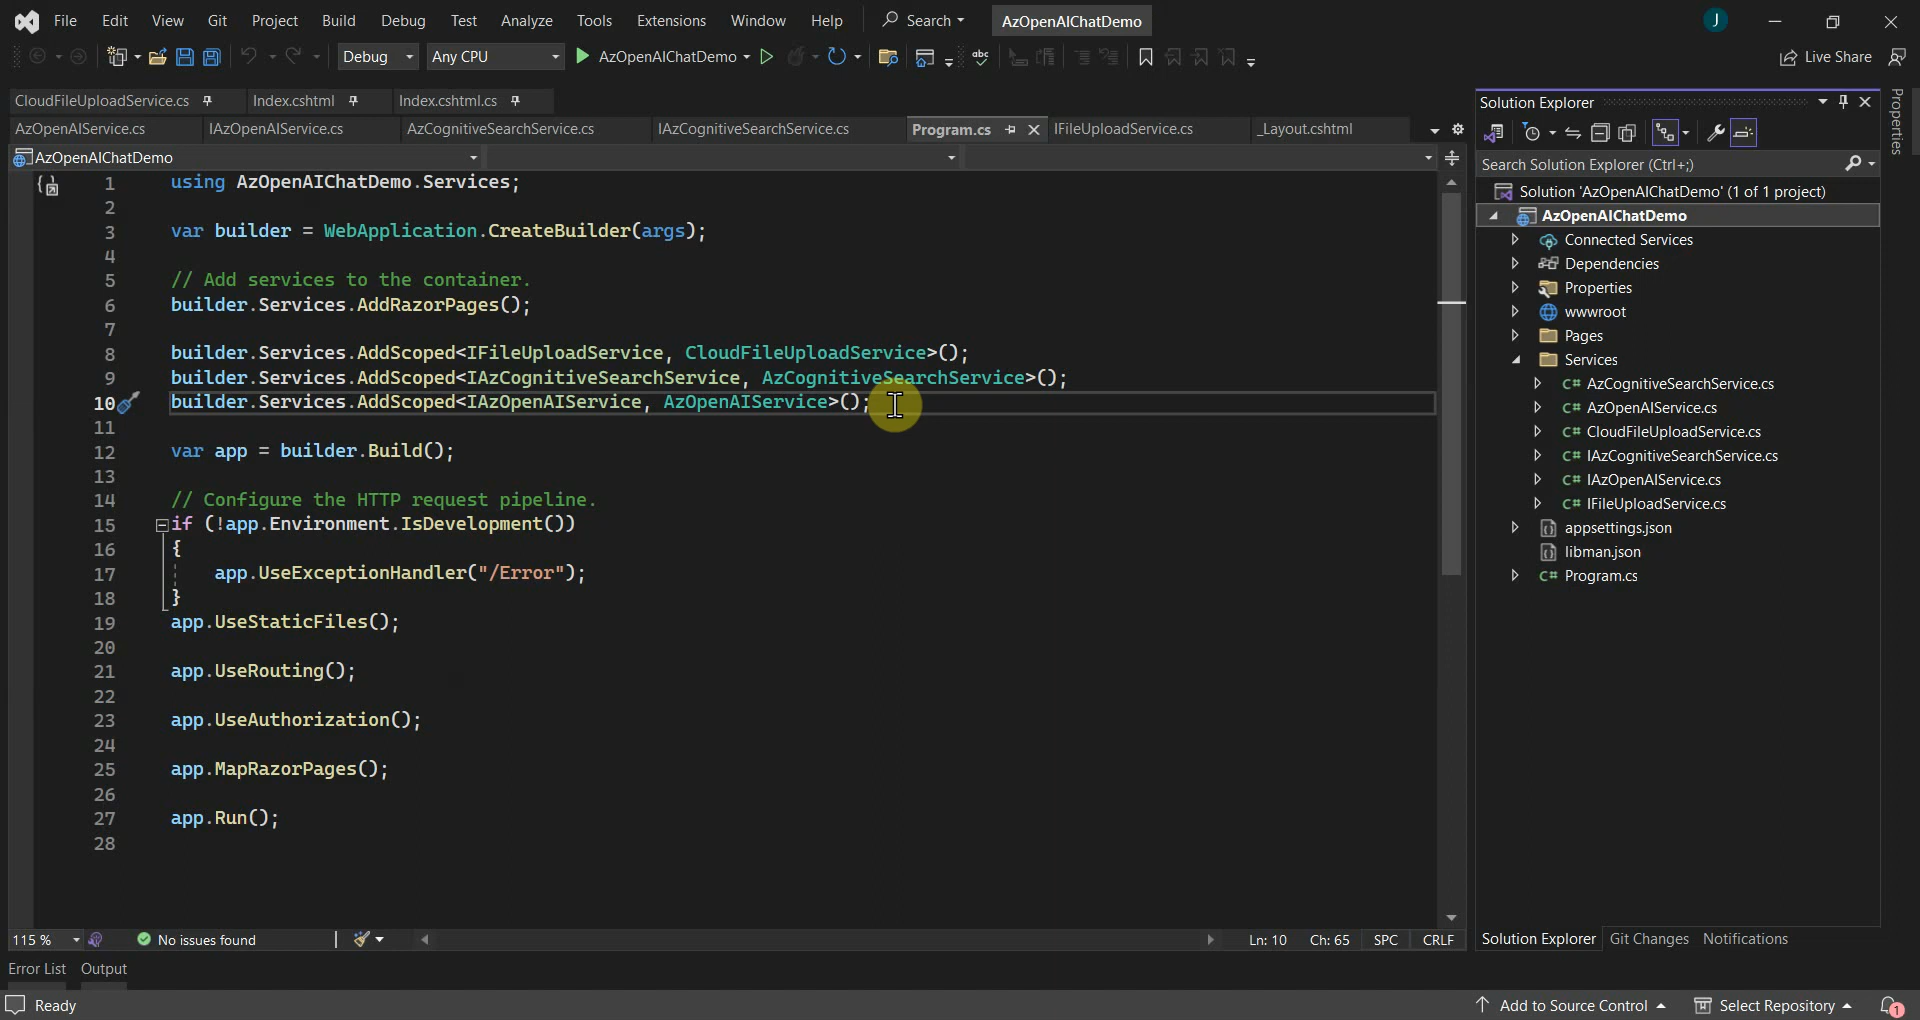 File Edit View Git Project Build Debug Test Analyze Tools Extensions Window Help Search AzOpenAIChatDemo J
Debug Any CPU AzOpenAIChatDemo abc Live Share
CloudFileUploadService.cs Index.cshtml Index.cshtml.cs
AzOpenAIService.cs IAzOpenAIService.cs AzCognitiveSearchService.cs IAzCognitiveSearchService.cs Program.cs IFileUploadService.cs _Layout.cshtml
AzOpenAIChatDemo
1 using AzOpenAIChatDemo.Services;
2
3 var builder = WebApplication.CreateBuilder(args);
4
5 // Add services to the container.
6 builder.Services.AddRazorPages();
7
8 builder.Services.AddScoped<IFileUploadService, CloudFileUploadService>();
9 builder.Services.AddScoped<IAzCognitiveSearchService, AzCognitiveSearchService>();
10 builder.Services.AddScoped<IAzOpenAIService, AzOpenAIService>();
11
12 var app = builder.Build();
13
14 // Configure the HTTP request pipeline.
15 if (!app.Environment.IsDevelopment())
16 {
17 app.UseExceptionHandler("/Error");
18 }
19 app.UseStaticFiles();
20
21 app.UseRouting();
22
23 app.UseAuthorization();
24
25 app.MapRazorPages();
26
27 app.Run();
28
115 % No issues found Ln: 10 Ch: 65 SPC CRLF
Error List Output
Solution Explorer
Search Solution Explorer (Ctrl+;)
Solution 'AzOpenAIChatDemo' (1 of 1 project)
AzOpenAIChatDemo
Connected Services
Dependencies
Properties
wwwroot
Pages
Services
C# AzCognitiveSearchService.cs
C# AzOpenAIService.cs
C# CloudFileUploadService.cs
C# IAzCognitiveSearchService.cs
C# IAzOpenAIService.cs
C# IFileUploadService.cs
appsettings.json
libman.json
C# Program.cs
Solution Explorer Git Changes Notifications
Properties
Ready Add to Source Control Select Repository 1